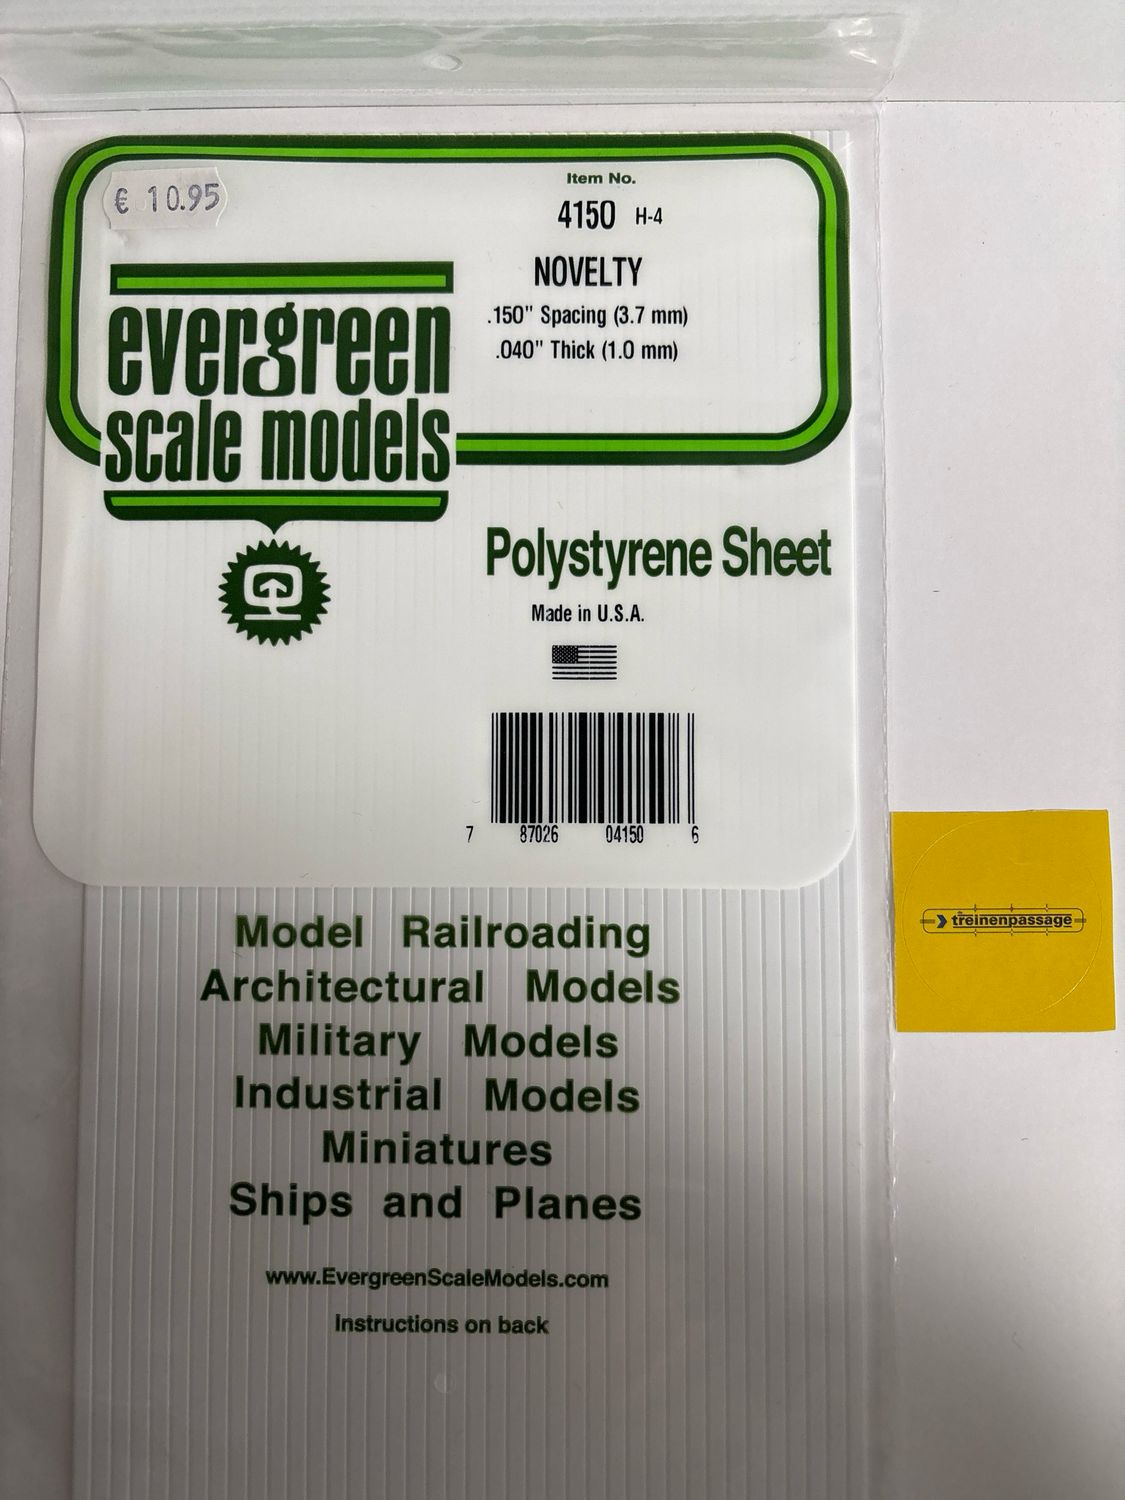 € 10.95
Item No.
4150 H-4
NOVELTY
.150" Spacing (3.7 mm)
.040" Thick (1.0 mm)
evergreen
scale models
Polystyrene Sheet
Made in U.S.A.
7 87026 04150 6
de
treinenpassage
Model Railroading
Architectural Models
Military Models
Industrial Models
Miniatures
Ships and Planes
www.EvergreenScaleModels.com
Instructions on back